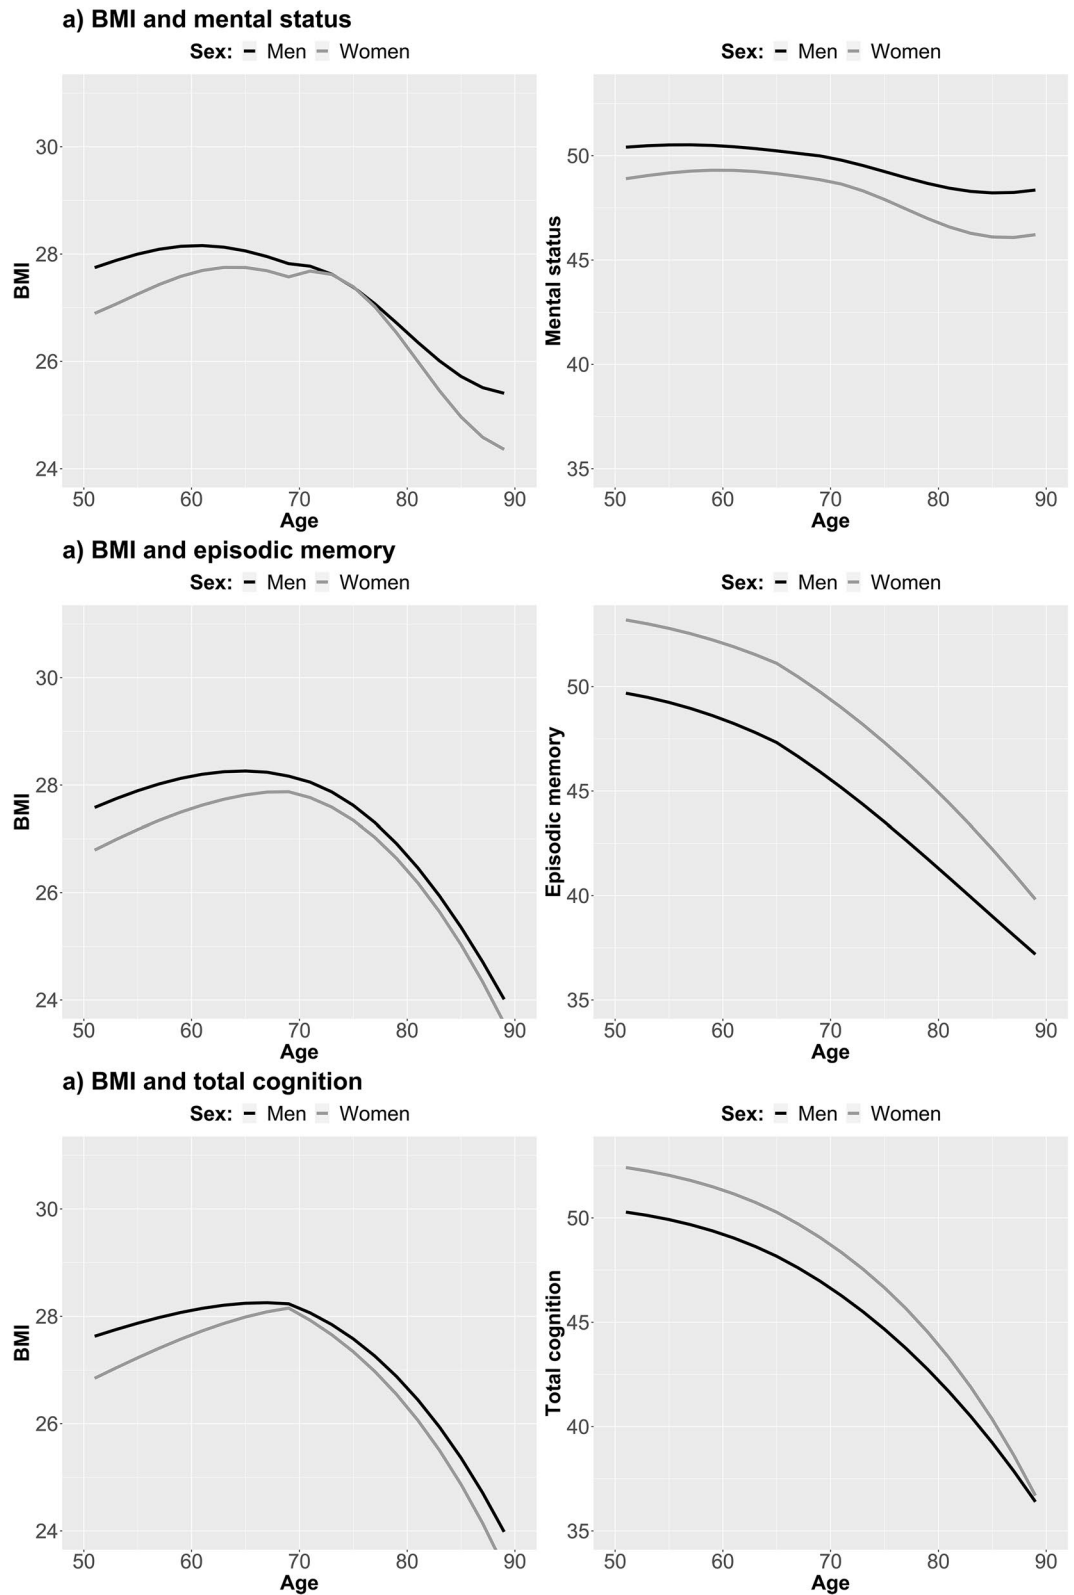 a) BMI and mental status
Sex: Men Women
Sex: Men Women
30
28
26
24
BMI
50 60 70 80 90
Age
50
45
40
35
Mental status
50 60 70 80 90
Age
a) BMI and episodic memory
Sex: Men Women
Sex: Men Women
30
28
26
24
BMI
50 60 70 80 90
Age
50
45
40
35
Episodic memory
50 60 70 80 90
Age
a) BMI and total cognition
Sex: Men Women
Sex: Men Women
30
28
26
24
BMI
50 60 70 80 90
Age
50
45
40
35
Total cognition
50 60 70 80 90
Age